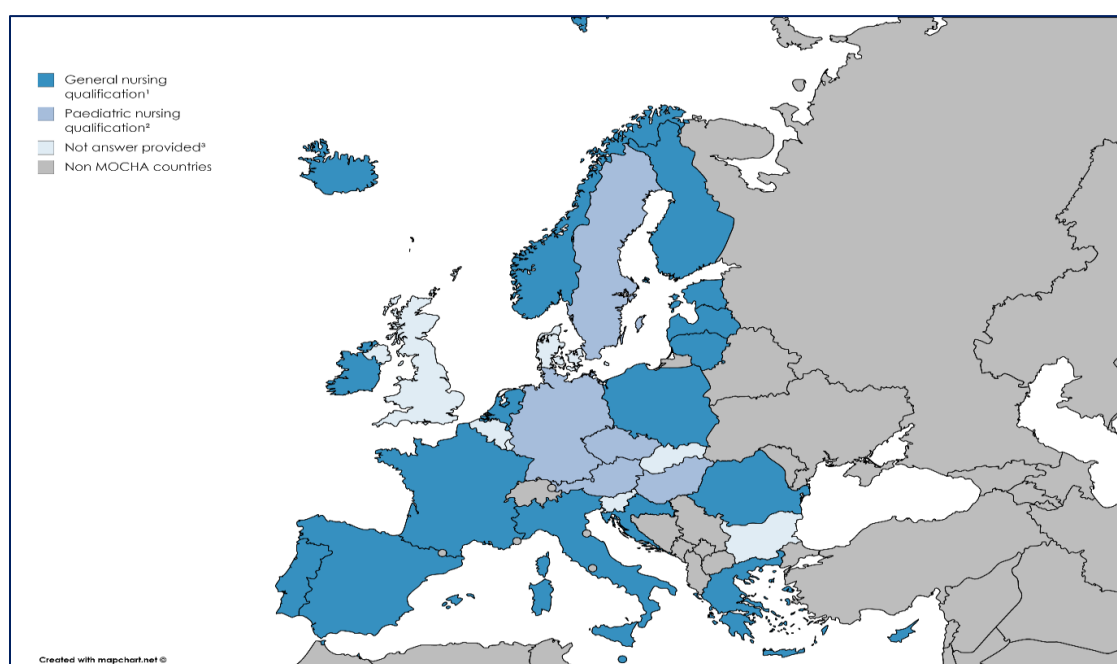 General nursing
qualification¹
Paediatric nursing
qualification²
Not answer provided³
Non MOCHA countries
Created with mapchart.net ©